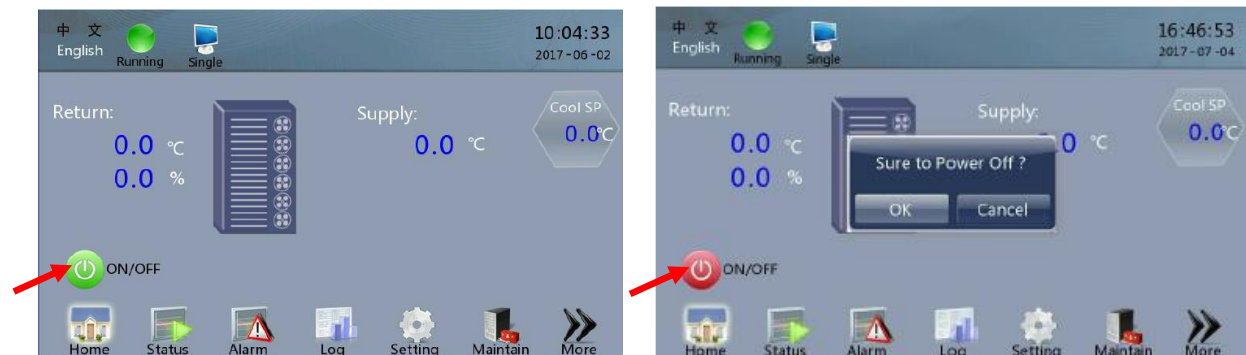 中 文
English
Running
Single
10:04:33
2017-06-02
Return:
0.0 ℃
0.0 %
Supply:
0.0 ℃
Cool SP
0.0℃
ON/OFF
Home
Status
Alarm
Log
Setting
Maintain
More
中 文
English
Running
Single
16:46:53
2017-07-04
Return:
0.0 ℃
0.0 %
Supply:
.0 ℃
Cool SP
0.0℃
Sure to Power Off ?
OK
Cancel
ON/OFF
Home
Status
Alarm
Log
Setting
Maintain
More